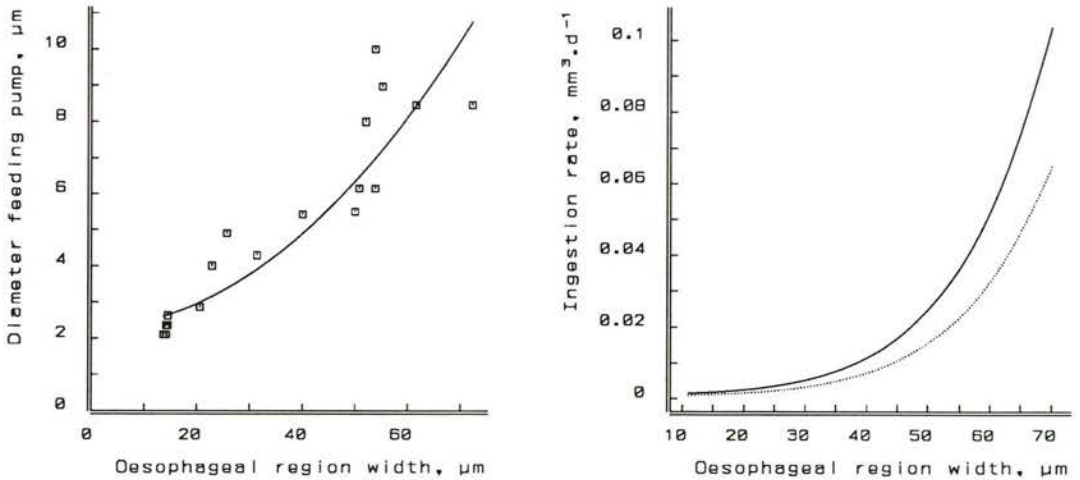 Diameter feeding pump, µm
10
8
6
4
2
0
0 20 40 60
Oesophageal region width, µm
Ingestion rate, mm³.d⁻¹
0.1
0.08
0.06
0.04
0.02
0
10 20 30 40 50 60 70
Oesophageal region width, µm